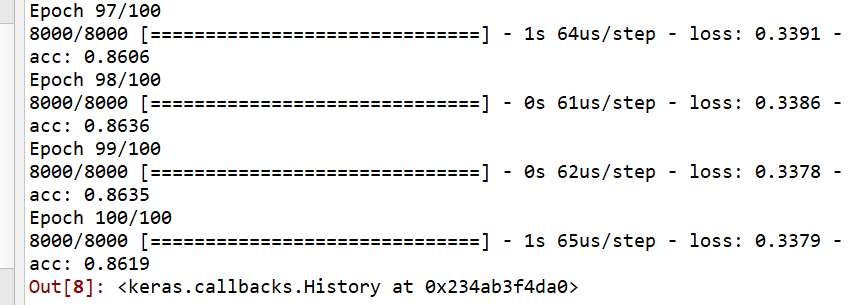 Epoch 97/100
8000/8000 [==============================] - 1s 64us/step - loss: 0.3391 -
acc: 0.8606
Epoch 98/100
8000/8000 [==============================] - 0s 61us/step - loss: 0.3386 -
acc: 0.8636
Epoch 99/100
8000/8000 [==============================] - 0s 62us/step - loss: 0.3378 -
acc: 0.8635
Epoch 100/100
8000/8000 [==============================] - 1s 65us/step - loss: 0.3379 -
acc: 0.8619
Out[8]: <keras.callbacks.History at 0x234ab3f4da0>